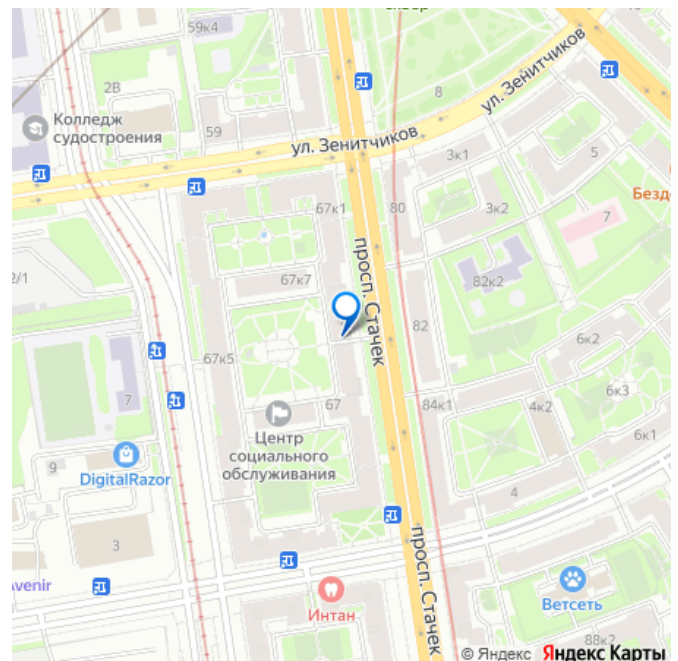 59к4
10
8
2В
ул. Зенитчиков
Колледж
судостроения
59
ул. Зенитчиков
3к1
5
67к1
80
3к2
Безд
7
просп. Стачек
2/1
67к7
82к2
82
67к5
6к2
7
67
84к1
4к2
6к3
Центр
социального
обслуживания
6к1
9
DigitalRazor
4
3
просп. Стачек
Avenir
Интан
Ветсеть
88к2
© Яндекс Яндекс Карты